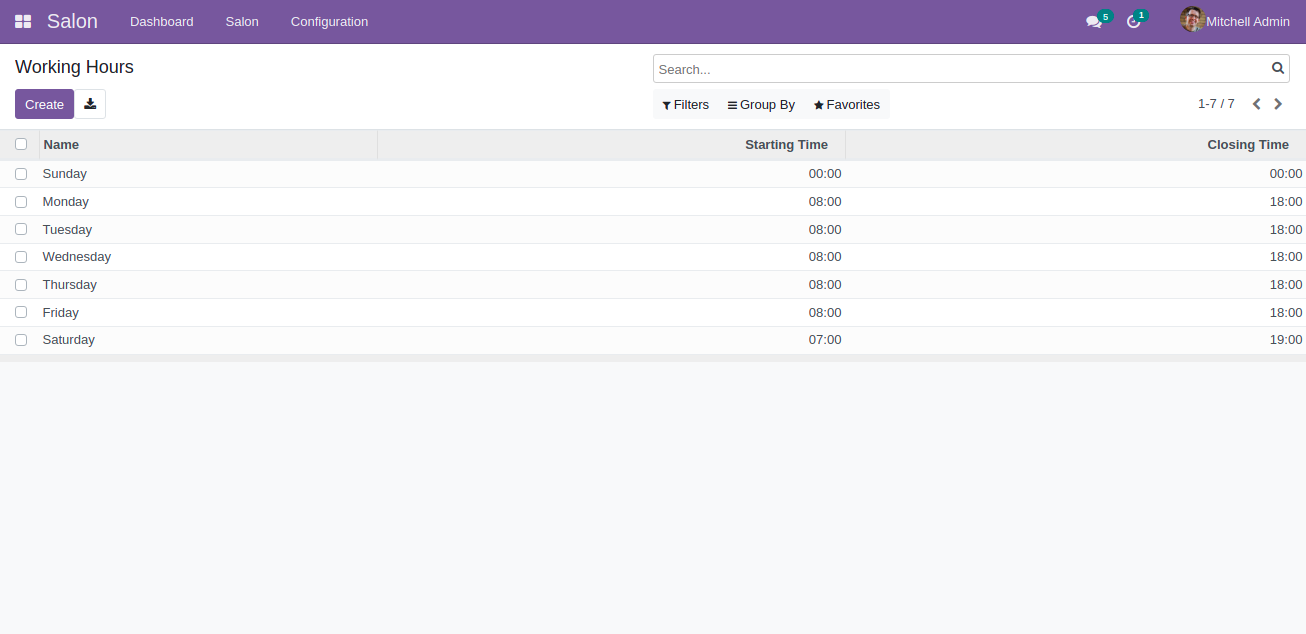 Salon Dashboard Salon Configuration 5 1 Mitchell Admin
Working Hours
Search...
Create
Filters Group By Favorites 1-7 / 7
Name Starting Time Closing Time
Sunday 00:00 00:00
Monday 08:00 18:00
Tuesday 08:00 18:00
Wednesday 08:00 18:00
Thursday 08:00 18:00
Friday 08:00 18:00
Saturday 07:00 19:00